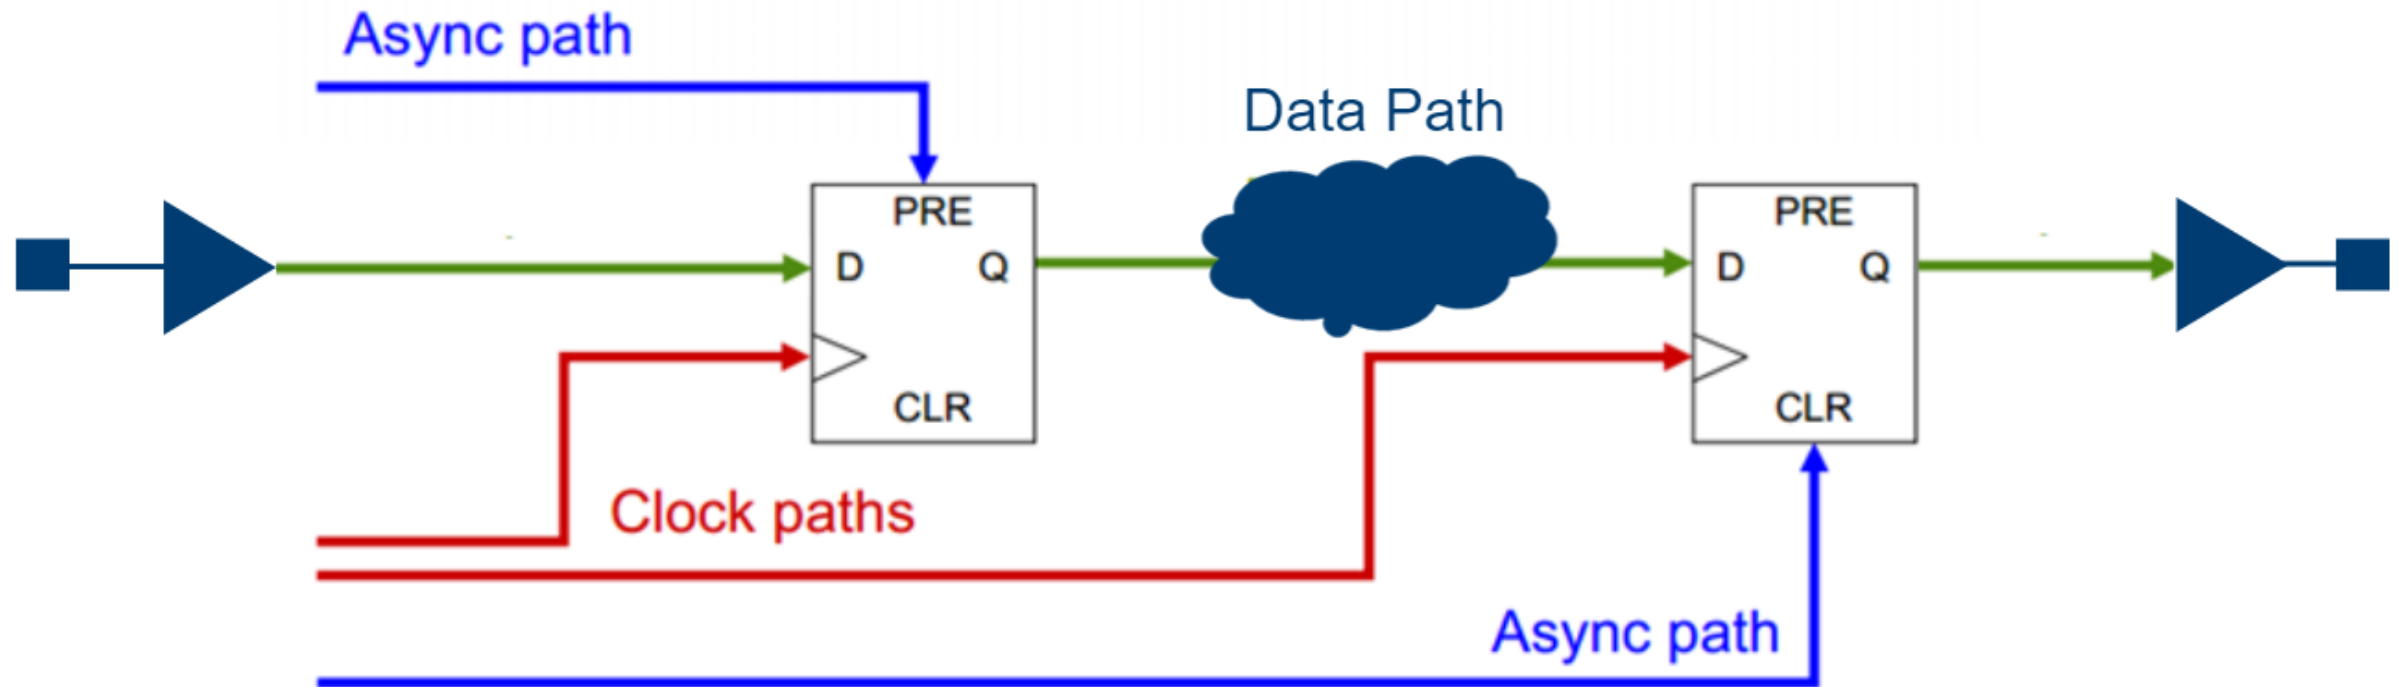 Async path
Data Path
PRE
D
Q
CLR
PRE
D
Q
CLR
Clock paths
Async path